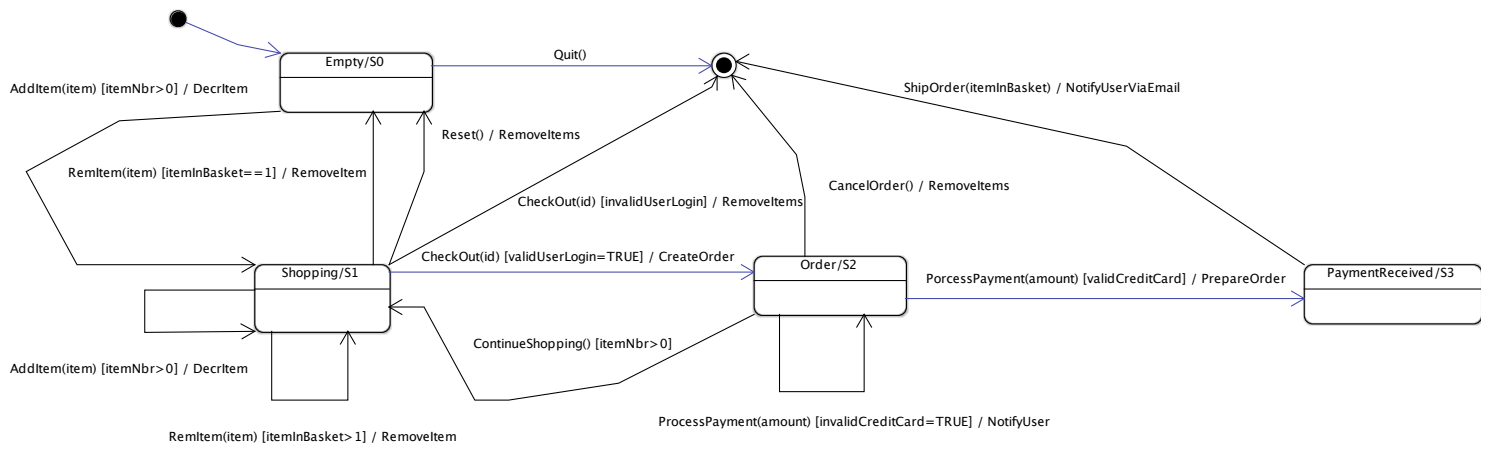 Quit()
Empty/S0
AddItem(item) [itemNbr>0] / DecrItem
ShipOrder(itemInBasket) / NotifyUserViaEmail
Reset() / RemoveItems
RemItem(item) [itemInBasket==1] / RemoveItem
CancelOrder() / RemoveItems
CheckOut(id) [invalidUserLogin] / RemoveItems
CheckOut(id) [validUserLogin=TRUE] / CreateOrder
Order/S2
Shopping/S1
PaymentReceived/S3
PorcessPayment(amount) [validCreditCard] / PrepareOrder
ContinueShopping() [itemNbr>0]
AddItem(item) [itemNbr>0] / DecrItem
ProcessPayment(amount) [invalidCreditCard=TRUE] / NotifyUser
RemItem(item) [itemInBasket>1] / RemoveItem